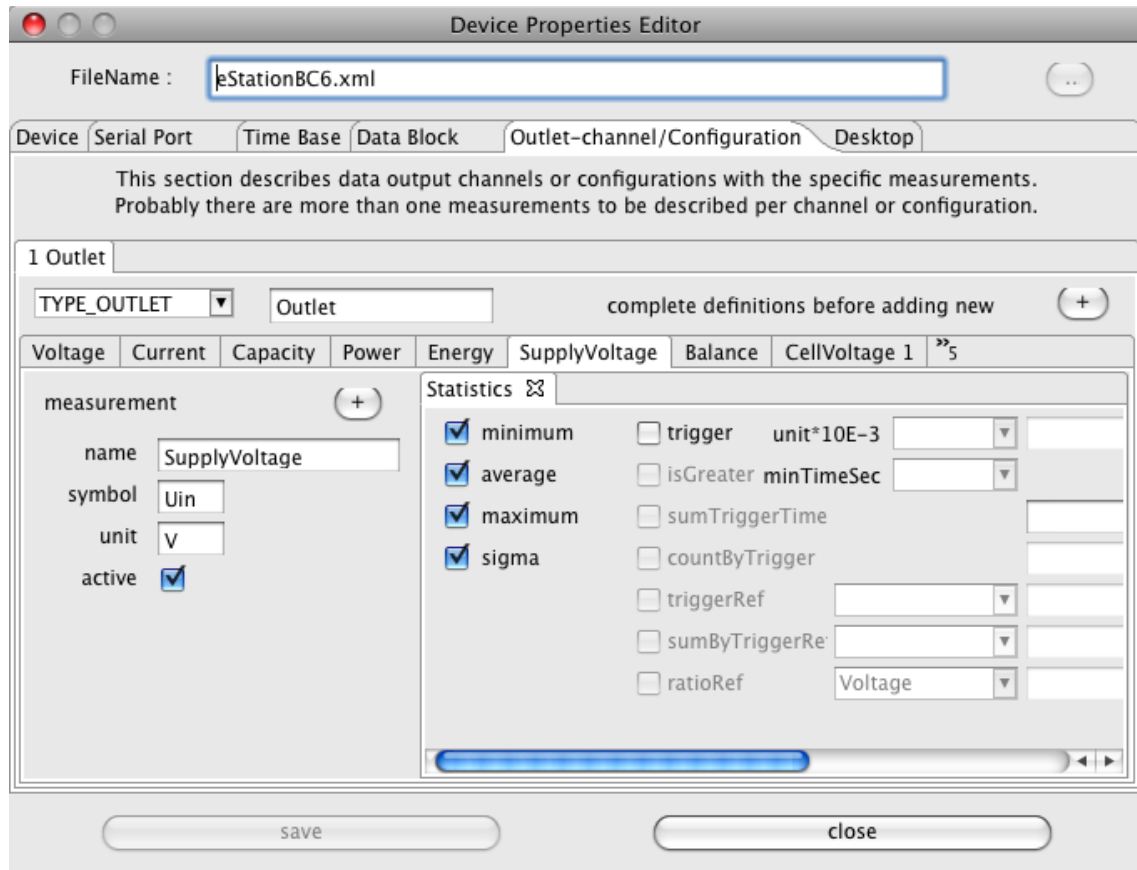 Device Properties Editor
FileName : eStationBC6.xml ..
Device Serial Port Time Base Data Block Outlet-channel/Configuration Desktop
This section describes data output channels or configurations with the specific measurements.
Probably there are more than one measurements to be described per channel or configuration.
1 Outlet
TYPE_OUTLET Outlet complete definitions before adding new +
Voltage Current Capacity Power Energy SupplyVoltage Balance CellVoltage 1 »5
measurement +
name SupplyVoltage
symbol Uin
unit V
active
Statistics
minimum trigger unit*10E-3
average isGreater minTimeSec
maximum sumTriggerTime
sigma countByTrigger
triggerRef
sumByTriggerRe
ratioRef Voltage
save close